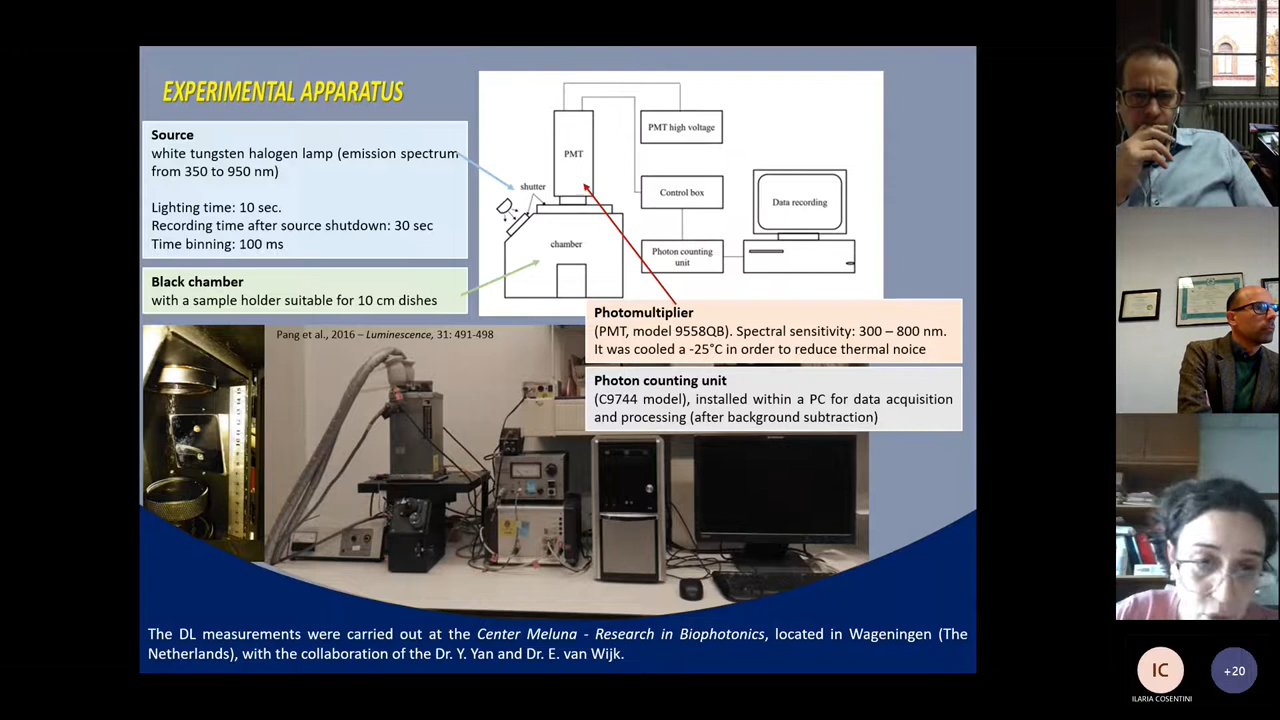 EXPERIMENTAL APPARATUS
Source
white tungsten halogen lamp (emission spectrum
from 350 to 950 nm)
Lighting time: 10 sec.
Recording time after source shutdown: 30 sec
Time binning: 100 ms
Black chamber
with a sample holder suitable for 10 cm dishes
PMT
PMT high voltage
shutter
Control box
Data recording
chamber
Photon counting
unit
Pang et al., 2016 – Luminescence, 31: 491-498
Photomultiplier
(PMT, model 9558QB). Spectral sensitivity: 300 – 800 nm.
It was cooled a -25°C in order to reduce thermal noice
Photon counting unit
(C9744 model), installed within a PC for data acquisition
and processing (after background subtraction)
The DL measurements were carried out at the Center Meluna - Research in Biophotonics, located in Wageningen (The
Netherlands), with the collaboration of the Dr. Y. Yan and Dr. E. van Wijk.
IC
+20
ILARIA COSENTINI